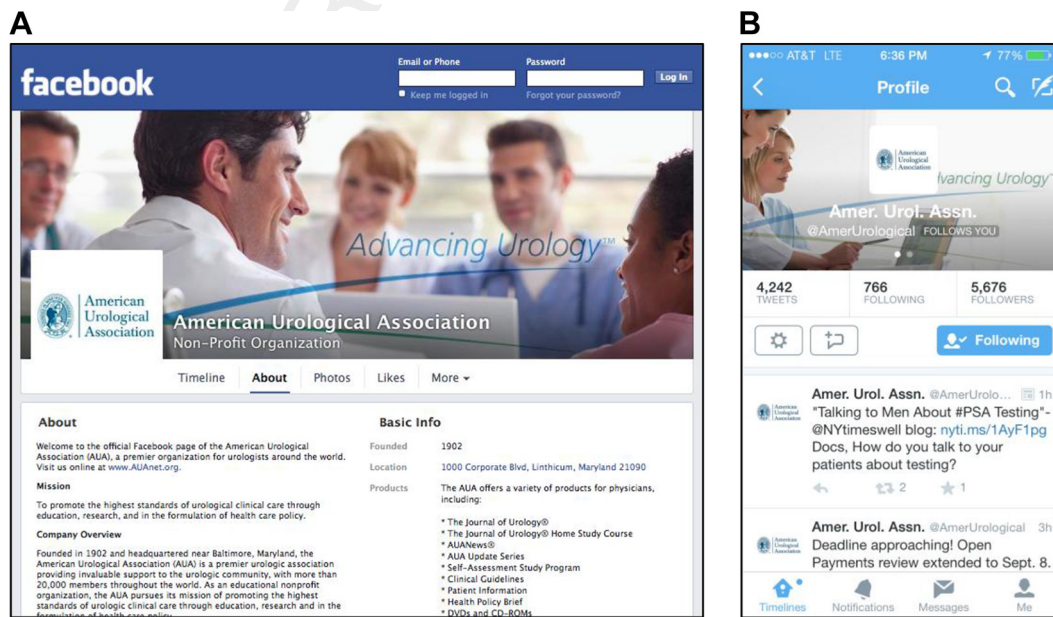 A
facebook
Email or Phone
Password
Log In
Keep me logged in
Forgot your password?
Advancing Urology™
American
Urological
Association
American Urological Association
Non-Profit Organization
Timeline About Photos Likes More
About
Welcome to the official Facebook page of the American Urological
Association (AUA), a premier organization for urologists around the world.
Visit us online at www.AUAnet.org.
Mission
To promote the highest standards of urological clinical care through
education, research, and in the formulation of health care policy.
Company Overview
Founded in 1902 and headquartered near Baltimore, Maryland, the
American Urological Association (AUA) is a premier urologic association
providing invaluable support to the urologic community, with more than
20,000 members throughout the world. As an educational nonprofit
organization, the AUA pursues its mission of promoting the highest
standards of urologic clinical care through education, research and in the
formulation of health care policy.
Basic Info
Founded 1902
Location 1000 Corporate Blvd, Linthicum, Maryland 21090
Products The AUA offers a variety of products for physicians,
including:
* The Journal of Urology®
* The Journal of Urology® Home Study Course
* AUANews®
* AUA Update Series
* Self-Assessment Study Program
* Clinical Guidelines
* Patient Information
* Health Policy Brief
* DVDs and CD-ROMs
B
AT&T LTE 6:36 PM 77%
Profile
American
Urological
Association
lvancing Urology
Amer. Urol. Assn.
@AmerUrological FOLLOWS YOU
4,242 766 5,676
TWEETS FOLLOWING FOLLOWERS
Following
American
Urological
Association
Amer. Urol. Assn. @AmerUrolo... 1h
"Talking to Men About #PSA Testing"-
@NYtimeswell blog: nyti.ms/1AyF1pg
Docs, How do you talk to your
patients about testing?
2 1
American
Urological
Association
Amer. Urol. Assn. @AmerUrological 3h
Deadline approaching! Open
Payments review extended to Sept. 8.
Timelines Notifications Messages Me